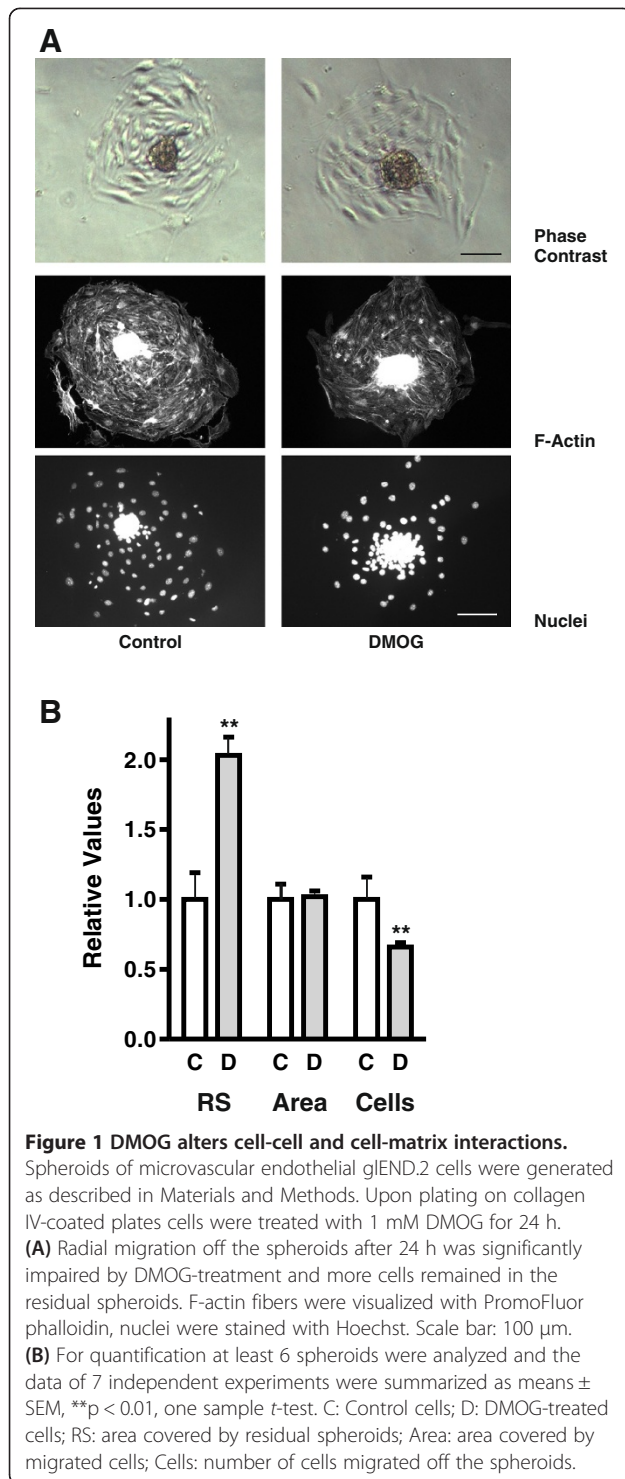 A
Phase
Contrast
F-Actin
Nuclei
Control
DMOG
B
**
2.0
1.5
**
1.0
0.5
0.0
Relative Values
C D C D C D
RS Area Cells
Figure 1 DMOG alters cell-cell and cell-matrix interactions.
Spheroids of microvascular endothelial glEND.2 cells were generated
as described in Materials and Methods. Upon plating on collagen
IV-coated plates cells were treated with 1 mM DMOG for 24 h.
(A) Radial migration off the spheroids after 24 h was significantly
impaired by DMOG-treatment and more cells remained in the
residual spheroids. F-actin fibers were visualized with PromoFluor
phalloidin, nuclei were stained with Hoechst. Scale bar: 100 μm.
(B) For quantification at least 6 spheroids were analyzed and the
data of 7 independent experiments were summarized as means ±
SEM, **p < 0.01, one sample t-test. C: Control cells; D: DMOG-treated
cells; RS: area covered by residual spheroids; Area: area covered by
migrated cells; Cells: number of cells migrated off the spheroids.